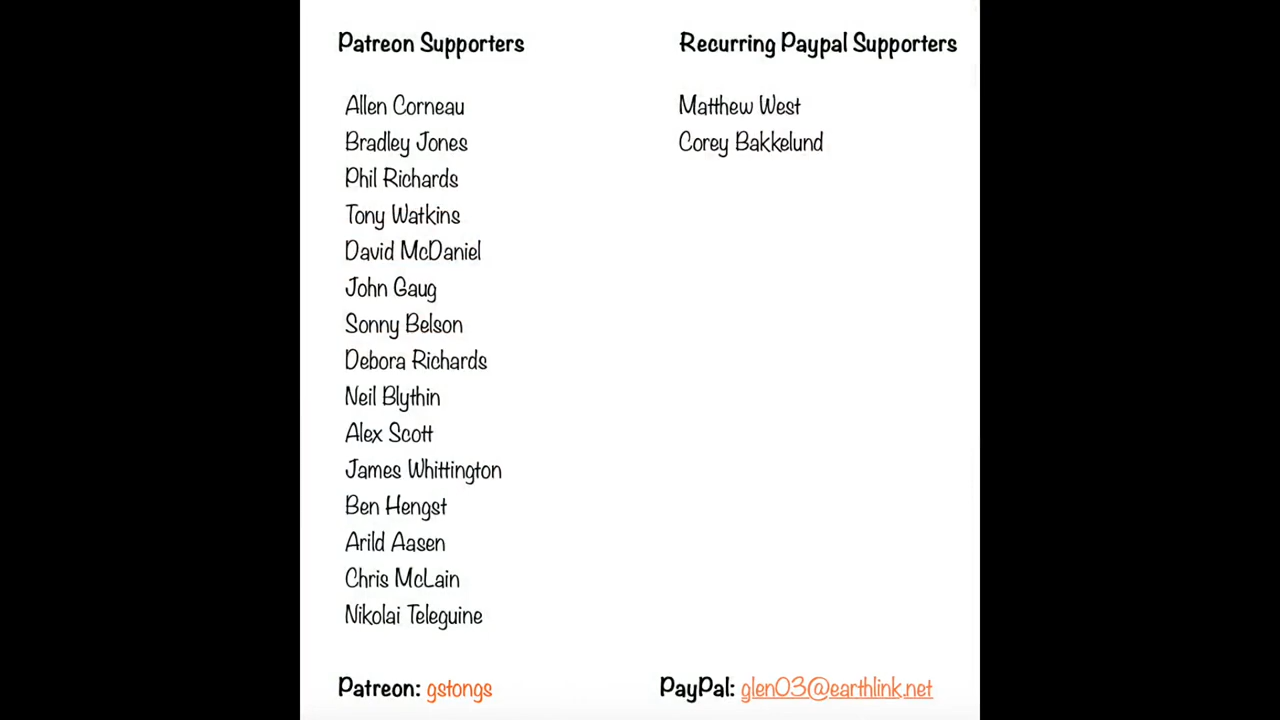 Patreon Supporters
Allen Corneau
Bradley Jones
Phil Richards
Tony Watkins
David McDaniel
John Gaug
Sonny Belson
Debora Richards
Neil Blythin
Alex Scott
James Whittington
Ben Hengst
Arild Aasen
Chris McLain
Nikolai Teleguine
Patreon: gstongs
Recurring Paypal Supporters
Matthew West
Corey Bakkelund
PayPal: glen03@earthlink.net